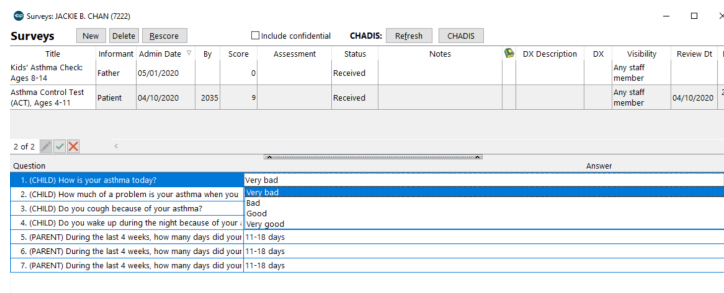 Surveys: JACKIE B. CHAN (7222)
Surveys New Delete Rescore Include confidential CHADIS: Refresh CHADIS
Title Informant Admin Date By Score Assessment Status Notes DX Description DX Visibility Review Dt
Kids' Asthma Check: Ages 8-14 Father 05/01/2020 0 Received Any staff member
Asthma Control Test (ACT), Ages 4-11 Patient 04/10/2020 2035 9 Received Any staff member 04/10/2020
2 of 2
Question Answer
1. (CHILD) How is your asthma today? Very bad
2. (CHILD) How much of a problem is your asthma when you Very bad
Bad
3. (CHILD) Do you cough because of your asthma?
Good
4. (CHILD) Do you wake up during the night because of your Very good
5. (PARENT) During the last 4 weeks, how many days did your 11-18 days
6. (PARENT) During the last 4 weeks, how many days did your 11-18 days
7. (PARENT) During the last 4 weeks, how many days did your 11-18 days